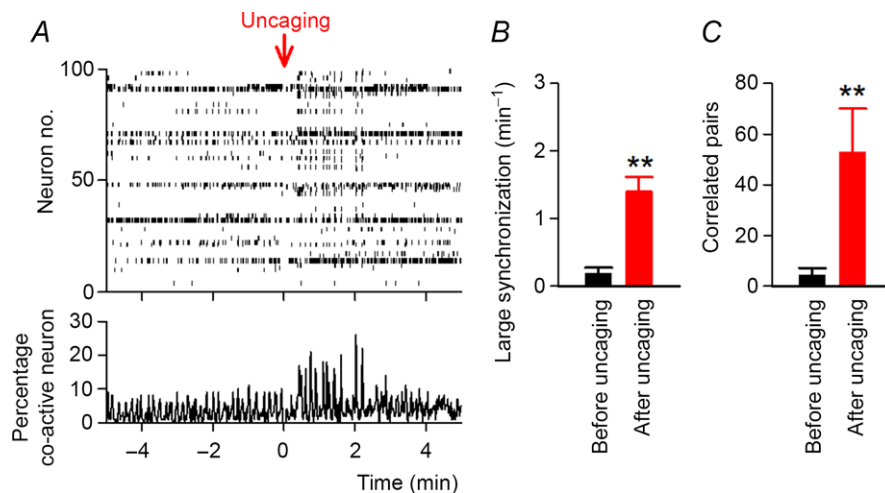 A
Uncaging
100
50
0
Neuron no.
30
20
10
0
Percentage
co-active neuron
−4
−2
0
2
4
Time (min)
B
3
2
1
0
Large synchronization (min⁻¹)
**
Before uncaging
After uncaging
C
80
60
40
20
0
Correlated pairs
**
Before uncaging
After uncaging